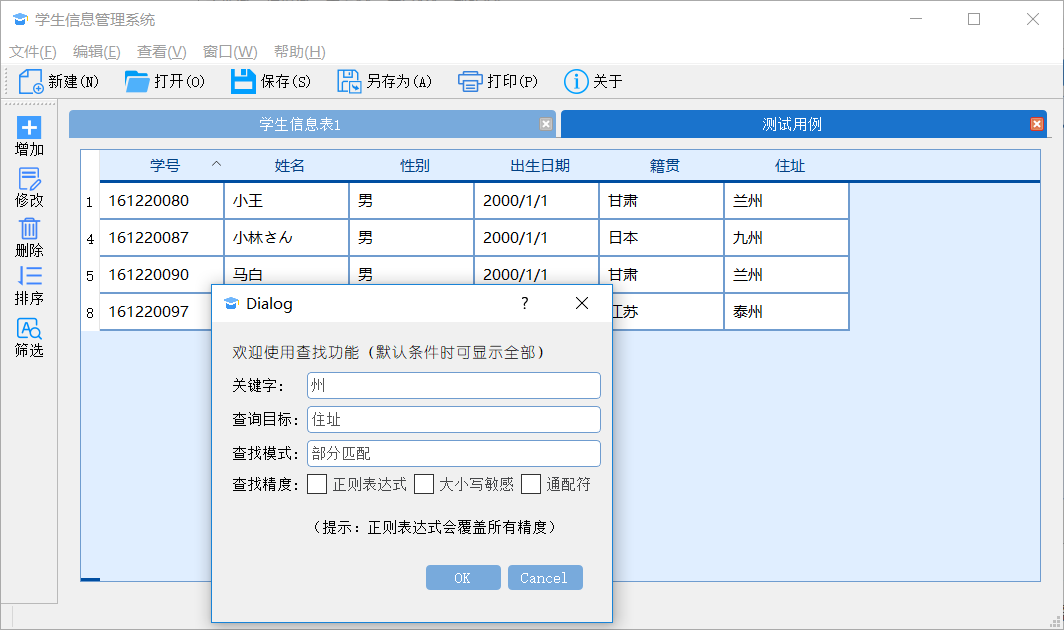 学生信息管理系统
文件(F) 编辑(E) 查看(V) 窗口(W) 帮助(H)
新建(N) 打开(O) 保存(S) 另存为(A) 打印(P) 关于
增加
修改
删除
排序
筛选
学生信息表1 测试用例
学号 姓名 性别 出生日期 籍贯 住址
1 161220080 小王 男 2000/1/1 甘肃 兰州
4 161220087 小林さん 男 2000/1/1 日本 九州
5 161220090 马白 男 2000/1/1 甘肃 兰州
8 161220097 江苏 泰州
Dialog ?
欢迎使用查找功能（默认条件时可显示全部）
关键字： 州
查询目标： 住址
查找模式： 部分匹配
查找精度： 正则表达式 大小写敏感 通配符
（提示：正则表达式会覆盖所有精度）
OK Cancel